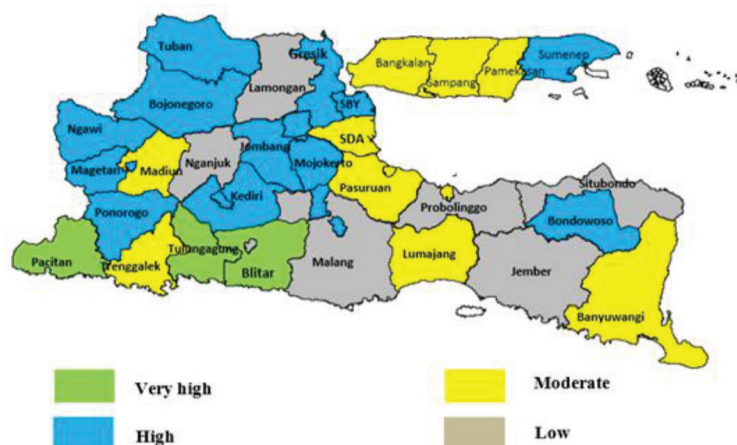 Tuban
Gresik
Lamongan
Bangkalan
Sampang
Pamekasan
Sumenep
Bojonegoro
SBY
Ngawi
Jombang
SDA
Magetan
Madiun
Nganjuk
Mojokerto
Pasuruan
Kediri
Ponorogo
Probolinggo
Situbondo
Bondowoso
Pacitan
Trenggalek
Tulungagung
Blitar
Malang
Lumajang
Jember
Banyuwangi
Very high
Moderate
High
Low